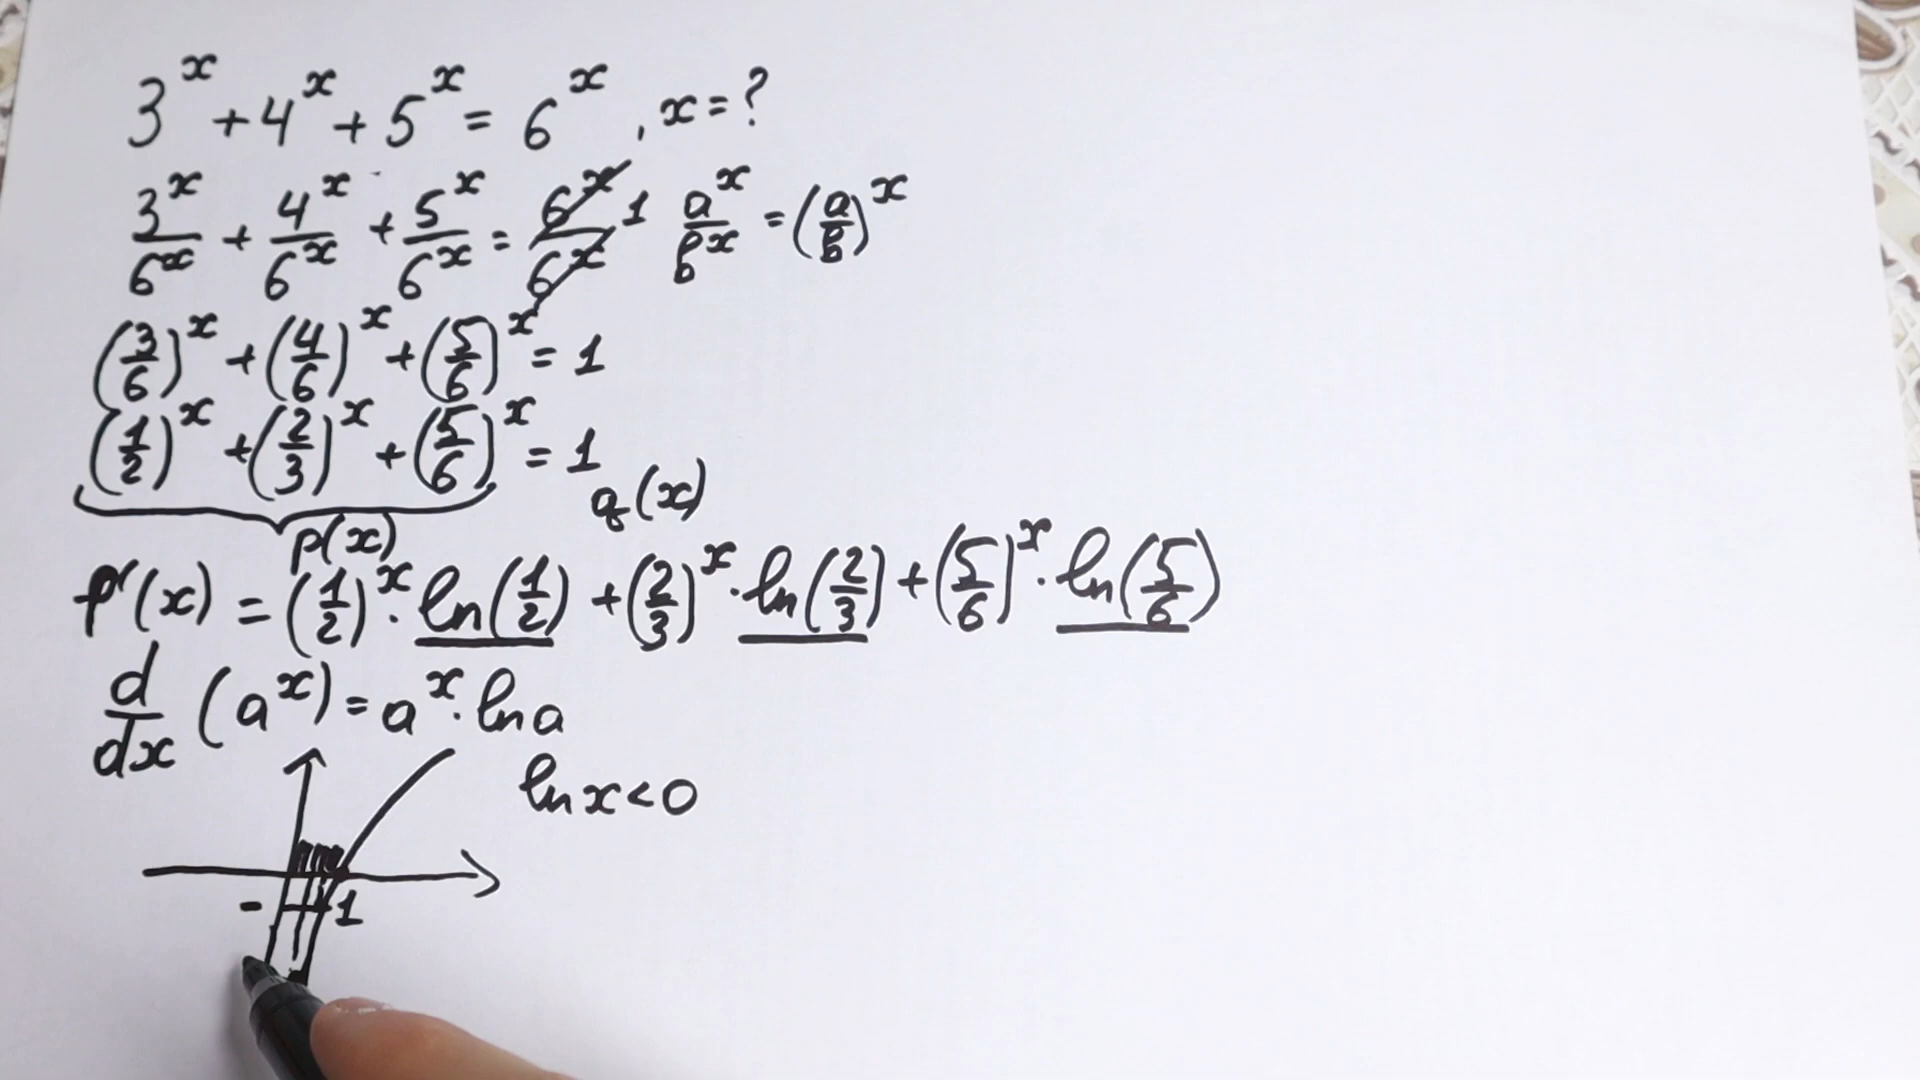 3^x + 4^x + 5^x = 6^x , x = ?
3^x/6^x + 4^x/6^x + 5^x/6^x = 6^x/6^x 1 a^x/b^x = (a/b)^x
(3/6)^x + (4/6)^x + (5/6)^x = 1
(1/2)^x + (2/3)^x + (5/6)^x = 1
p(x) q(x)
p'(x) = (1/2)^x · ln(1/2) + (2/3)^x · ln(2/3) + (5/6)^x · ln(5/6)
d/dx (a^x) = a^x · ln a
ln x < 0
- 1